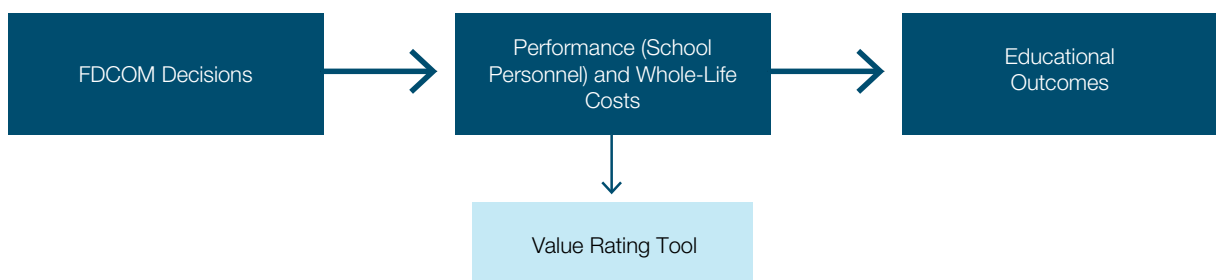 FDCOM Decisions
Performance (School
Personnel) and Whole-Life
Costs
Educational
Outcomes
Value Rating Tool